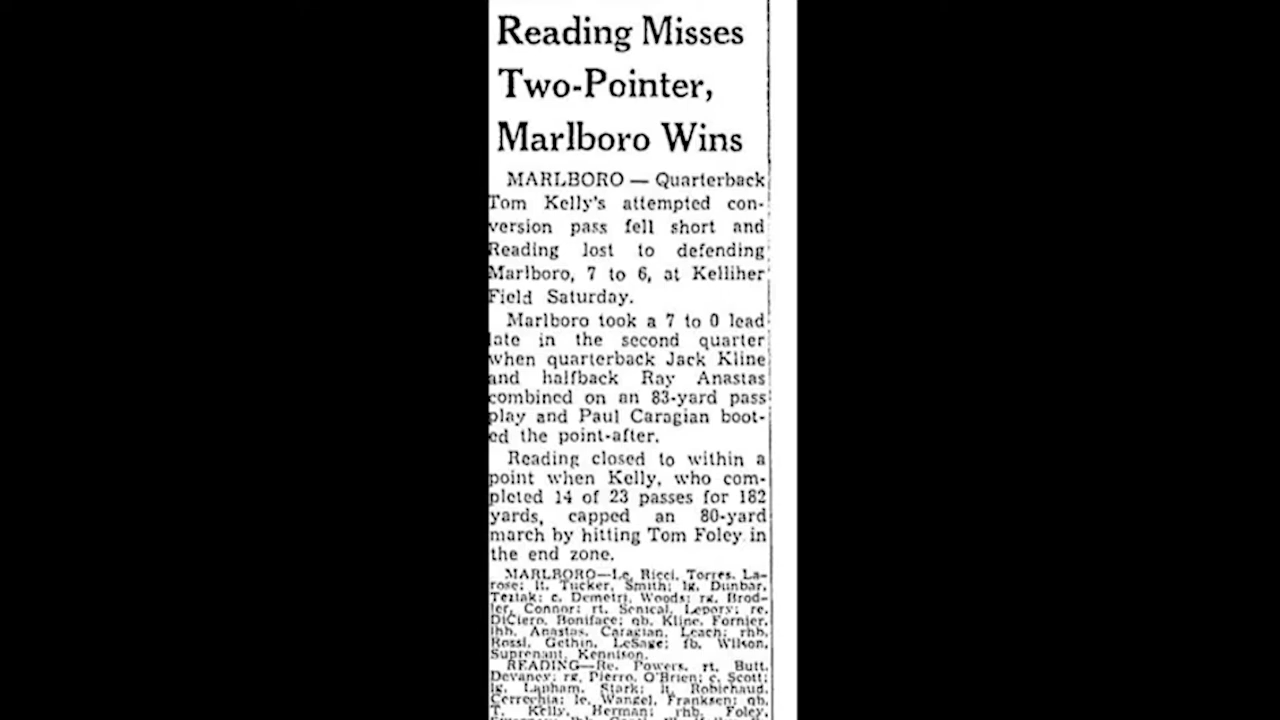 Reading Misses
Two-Pointer,
Marlboro Wins
MARLBORO — Quarterback
Tom Kelly's attempted con-
version pass fell short and
Reading lost to defending
Marlboro, 7 to 6, at Kelliher
Field Saturday.
Marlboro took a 7 to 0 lead
late in the second quarter
when quarterback Jack Kline
and halfback Ray Anastas
combined on an 83-yard pass
play and Paul Caragian boot-
ed the point-after.
Reading closed to within a
point when Kelly, who com-
pleted 14 of 23 passes for 182
yards, capped an 80-yard
march by hitting Tom Foley in
the end zone.
MARLBORO—Le, Ricci, Torres, La-
rose; lt, Tucker, Smith; lg, Dunbar,
Tezlak; c, Demetri, Woods; rg, Brod-
ler, Connor; rt, Senical, Lepory; re,
DiCiero, Boniface; qb, Kline, Fornier,
lhb, Anastas, Caragian, Leach; rhb,
Rossi, Gethin, LeSage; fb, Wilson,
Suprenant, Kennison.
READING—Re, Powers, rt, Butt,
Devaney; rg, Pierro, O'Brien; c, Scott;
lg, Lanham, Stark; lt, Robichaud,
Cerrechia; le, Wangel, Franksen; qb,
T. Kelly, Herman; rhb, Foley,